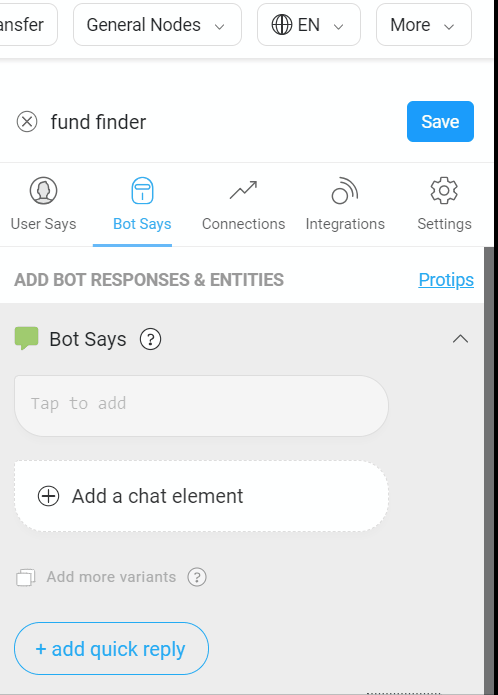 ansfer General Nodes EN More
fund finder Save
User Says Bot Says Connections Integrations Settings
ADD BOT RESPONSES & ENTITIES Protips
Bot Says ?
Tap to add
Add a chat element
Add more variants ?
+ add quick reply